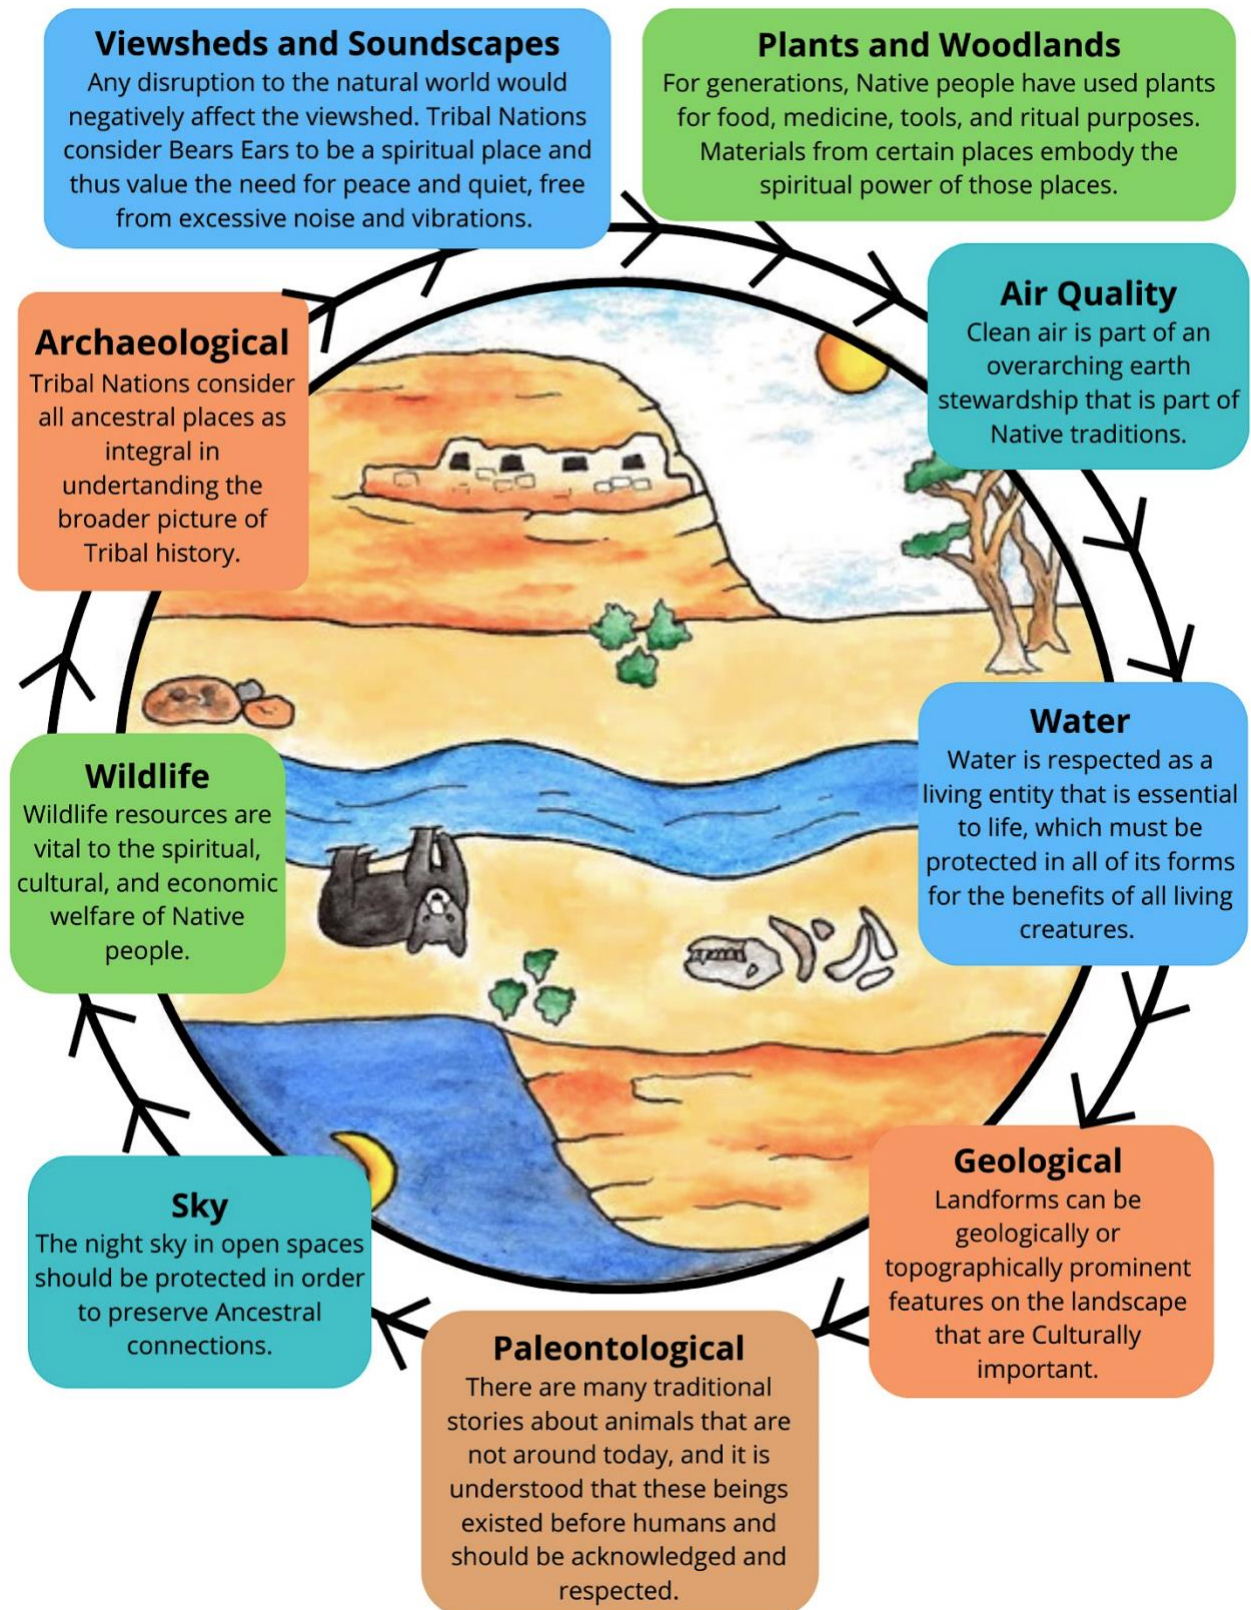 Viewsheds and Soundscapes
Any disruption to the natural world would
negatively affect the viewshed. Tribal Nations
consider Bears Ears to be a spiritual place and
thus value the need for peace and quiet, free
from excessive noise and vibrations.
Plants and Woodlands
For generations, Native people have used plants
for food, medicine, tools, and ritual purposes.
Materials from certain places embody the
spiritual power of those places.
Air Quality
Clean air is part of an
overarching earth
stewardship that is part of
Native traditions.
Water
Water is respected as a
living entity that is essential
to life, which must be
protected in all of its forms
for the benefits of all living
creatures.
Geological
Landforms can be
geologically or
topographically prominent
features on the landscape
that are Culturally
important.
Paleontological
There are many traditional
stories about animals that are
not around today, and it is
understood that these beings
existed before humans and
should be acknowledged and
respected.
Sky
The night sky in open spaces
should be protected in order
to preserve Ancestral
connections.
Wildlife
Wildlife resources are
vital to the spiritual,
cultural, and economic
welfare of Native
people.
Archaeological
Tribal Nations consider
all ancestral places as
integral in
undertanding the
broader picture of
Tribal history.